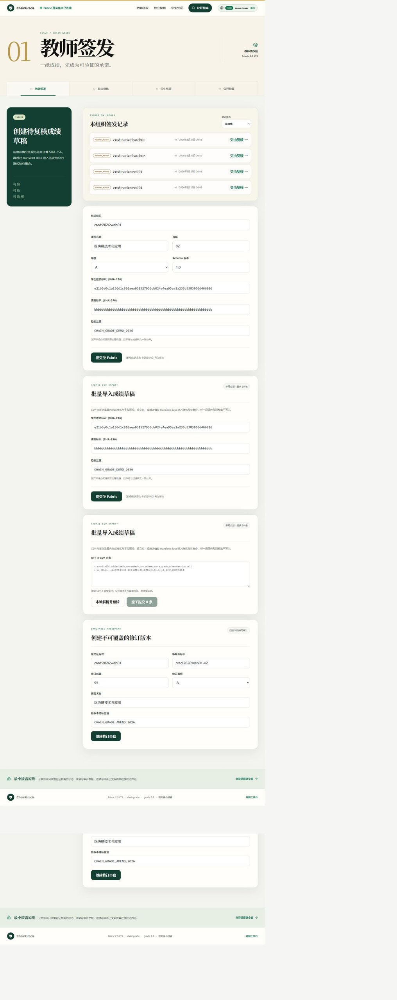 ChainGrade
Fabric 真实账本已连接
教师签发
独立复核
学生凭证
公开验真
ISSUER
demo-issuer
退出
ISSUE / CHAIN GRADE
01
教师签发
一纸成绩，先成为可验证的承诺。
教师授权区
Fabric 2.5 LTS
01 教师签发
02 独立复核
03 学生凭证
04 公开验真
ISSUER
创建待复核成绩
草稿
成绩详情会先规范化并计算 SHA-256，
再通过 transient data 进入签发组织的
隐式私有集合。
可信
可验
可追溯
ISSUED ON LEDGER
本组织签发记录
状态筛选
待复核
PENDING_REVIEW cred:native:batch01 v1 · 2026年8月27日 20:53 交由复核 →
PENDING_REVIEW cred:native:batch02 v1 · 2026年8月27日 20:53 交由复核 →
PENDING_REVIEW cred:native:real01 v1 · 2026年8月27日 20:41 交由复核 →
PENDING_REVIEW cred:native:real04 v1 · 2026年8月27日 20:48 交由复核 →
凭证标识
cred:2026:web01
课程名称
区块链技术与应用
成绩
92
等级
A
Schema 版本
1.0
学生匿名标识（SHA-256）
e21b5e0c1a136d1c910aea031527936cb024a4ea95ea1a236b5383056d466926
课程标识（SHA-256）
bbbbbbbbbbbbbbbbbbbbbbbbbbbbbbbbbbbbbbbbbbbbbbbbbbbbbbbbbbbbbbbb
隐私盐值
CHAIN_GRADE_DEMO_2026
生产环境必须使用安全随机值，且不得与成绩明文一同公开。
提交至 Fabric
复核前状态为 PENDING_REVIEW
ATOMIC CSV IMPORT
批量导入成绩草稿
单笔交易 · 最多 50 条
CSV 先在浏览器内完成格式与字段预检；提交时，成绩详情经 transient data 进入隐式私有集合，任一记录失败则整批不写入。
学生匿名标识（SHA-256）
e21b5e0c1a136d1c910aea031527936cb024a4ea95ea1a236b5383056d466926
课程标识（SHA-256）
bbbbbbbbbbbbbbbbbbbbbbbbbbbbbbbbbbbbbbbbbbbbbbbbbbbbbbbbbbbbbbbb
隐私盐值
CHAIN_GRADE_DEMO_2026
生产环境必须使用安全随机值，且不得与成绩明文一同公开。
提交至 Fabric
复核前状态为 PENDING_REVIEW
ATOMIC CSV IMPORT
批量导入成绩草稿
单笔交易 · 最多 50 条
CSV 先在浏览器内完成格式与字段预检；提交时，成绩详情经 transient data 进入隐式私有集合，任一记录失败则整批不写入。
UTF-8 CSV 内容
credentialId,subjectHash,courseHash,courseName,score,grade,schemaVersion,salt
cred:2026:...,64位学生哈希,64位课程哈希,课程名称,92,A,1.0,至少16位随机盐值
原始 CSV 不会被保存；公共账本不包含课程名、成绩或盐值。
本地解析并预检
原子提交 0 条
IMMUTABLE AMENDMENT
创建不可覆盖的修订版本
旧版本保持可审计
原凭证标识
cred:2026:web01
新版本标识
cred:2026:web01-v2
修订成绩
95
修订等级
A
课程名称
区块链技术与应用
新版本隐私盐值
CHAIN_GRADE_AMEND_2026
创建修订草稿
最小披露原则
公共账本只承载验证所需的状态、承诺与审计字段，成绩与申诉正文始终留在授权边界内。
查看证据链全貌 →
ChainGrade
Fabric 2.5 LTS · chaingrade · grade 0.9 · 限时最小披露
返回工作台
区块链技术与应用
新版本隐私盐值
CHAIN_GRADE_AMEND_2026
创建修订草稿
最小披露原则
公共账本只承载验证所需的状态、承诺与审计字段，成绩与申诉正文始终留在授权边界内。
查看证据链全貌 →
ChainGrade
Fabric 2.5 LTS · chaingrade · grade 0.9 · 限时最小披露
返回工作台